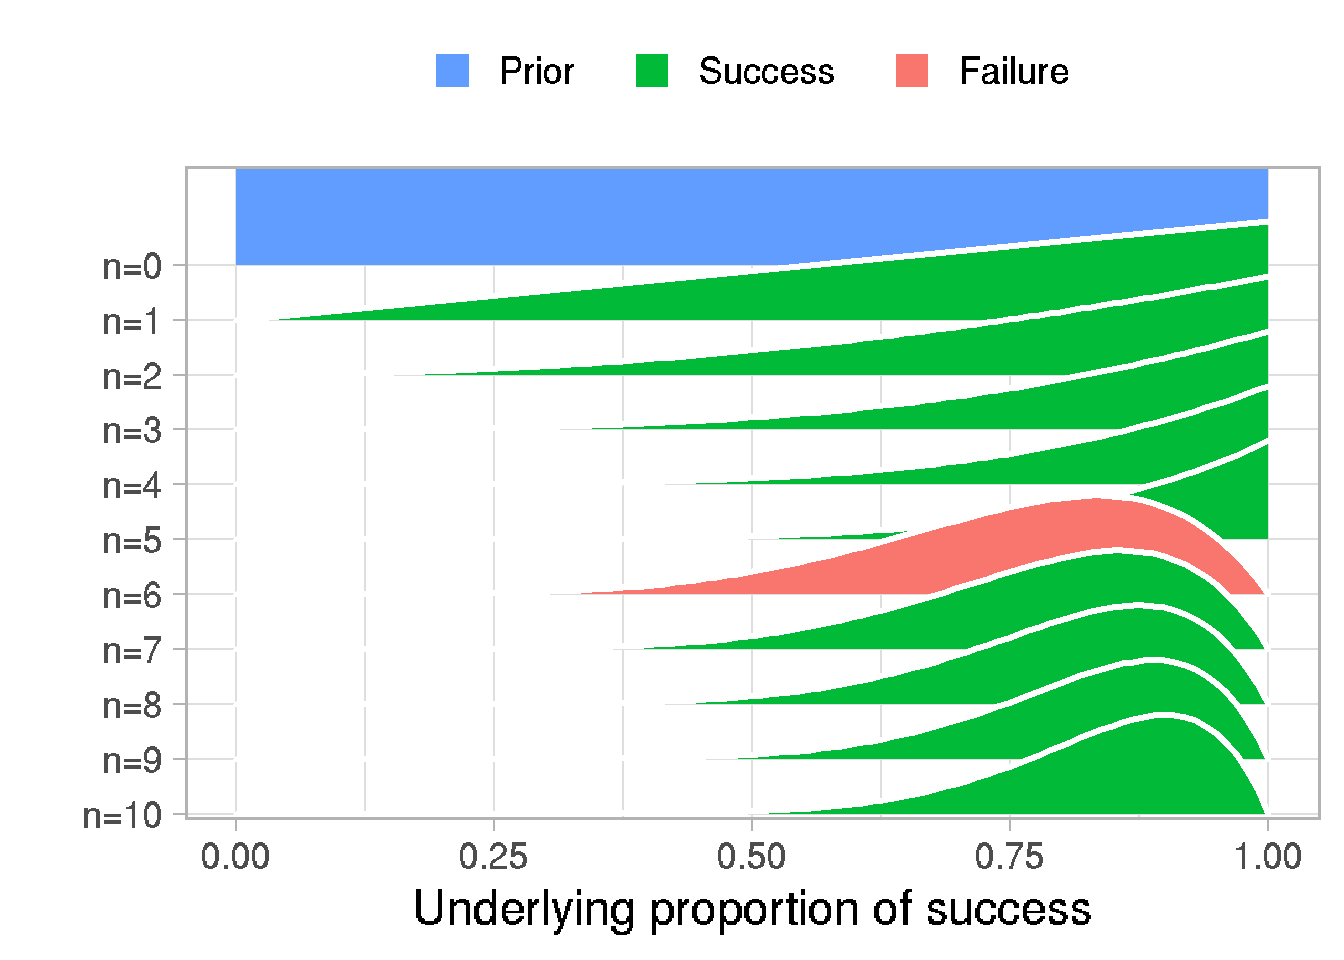 Prior Success Failure
n=0
n=1
n=2
n=3
n=4
n=5
n=6
n=7
n=8
n=9
n=10
0.00 0.25 0.50 0.75 1.00
Underlying proportion of success